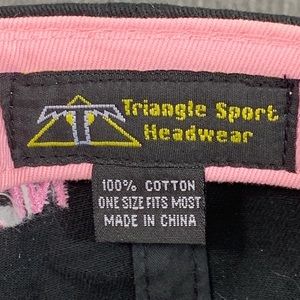 Triangle Sport
Headwear
100% COTTON
ONE SIZE FITS MOST
MADE IN CHINA